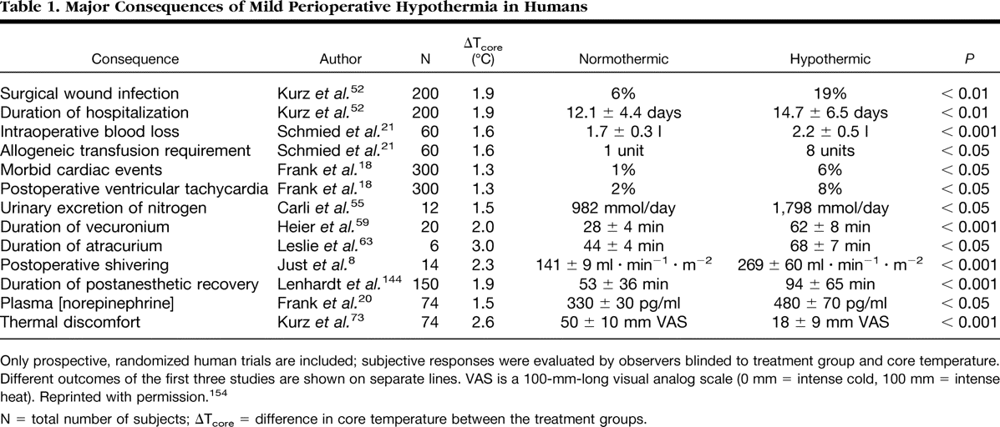 Table 1. Major Consequences of Mild Perioperative Hypothermia in Humans
Consequence Author N ΔTcore (°C) Normothermic Hypothermic P
Surgical wound infection Kurz et al.52 200 1.9 6% 19% < 0.01
Duration of hospitalization Kurz et al.52 200 1.9 12.1 ± 4.4 days 14.7 ± 6.5 days < 0.01
Intraoperative blood loss Schmied et al.21 60 1.6 1.7 ± 0.3 l 2.2 ± 0.5 l < 0.001
Allogeneic transfusion requirement Schmied et al.21 60 1.6 1 unit 8 units < 0.05
Morbid cardiac events Frank et al.18 300 1.3 1% 6% < 0.05
Postoperative ventricular tachycardia Frank et al.18 300 1.3 2% 8% < 0.05
Urinary excretion of nitrogen Carli et al.55 12 1.5 982 mmol/day 1,798 mmol/day < 0.05
Duration of vecuronium Heier et al.59 20 2.0 28 ± 4 min 62 ± 8 min < 0.001
Duration of atracurium Leslie et al.63 6 3.0 44 ± 4 min 68 ± 7 min < 0.05
Postoperative shivering Just et al.8 14 2.3 141 ± 9 ml · min−1 · m−2 269 ± 60 ml · min−1 · m−2 < 0.001
Duration of postanesthetic recovery Lenhardt et al.144 150 1.9 53 ± 36 min 94 ± 65 min < 0.001
Plasma [norepinephrine] Frank et al.20 74 1.5 330 ± 30 pg/ml 480 ± 70 pg/ml < 0.05
Thermal discomfort Kurz et al.73 74 2.6 50 ± 10 mm VAS 18 ± 9 mm VAS < 0.001
Only prospective, randomized human trials are included; subjective responses were evaluated by observers blinded to treatment group and core temperature.
Different outcomes of the first three studies are shown on separate lines. VAS is a 100-mm-long visual analog scale (0 mm = intense cold, 100 mm = intense
heat). Reprinted with permission.154
N = total number of subjects; ΔTcore = difference in core temperature between the treatment groups.